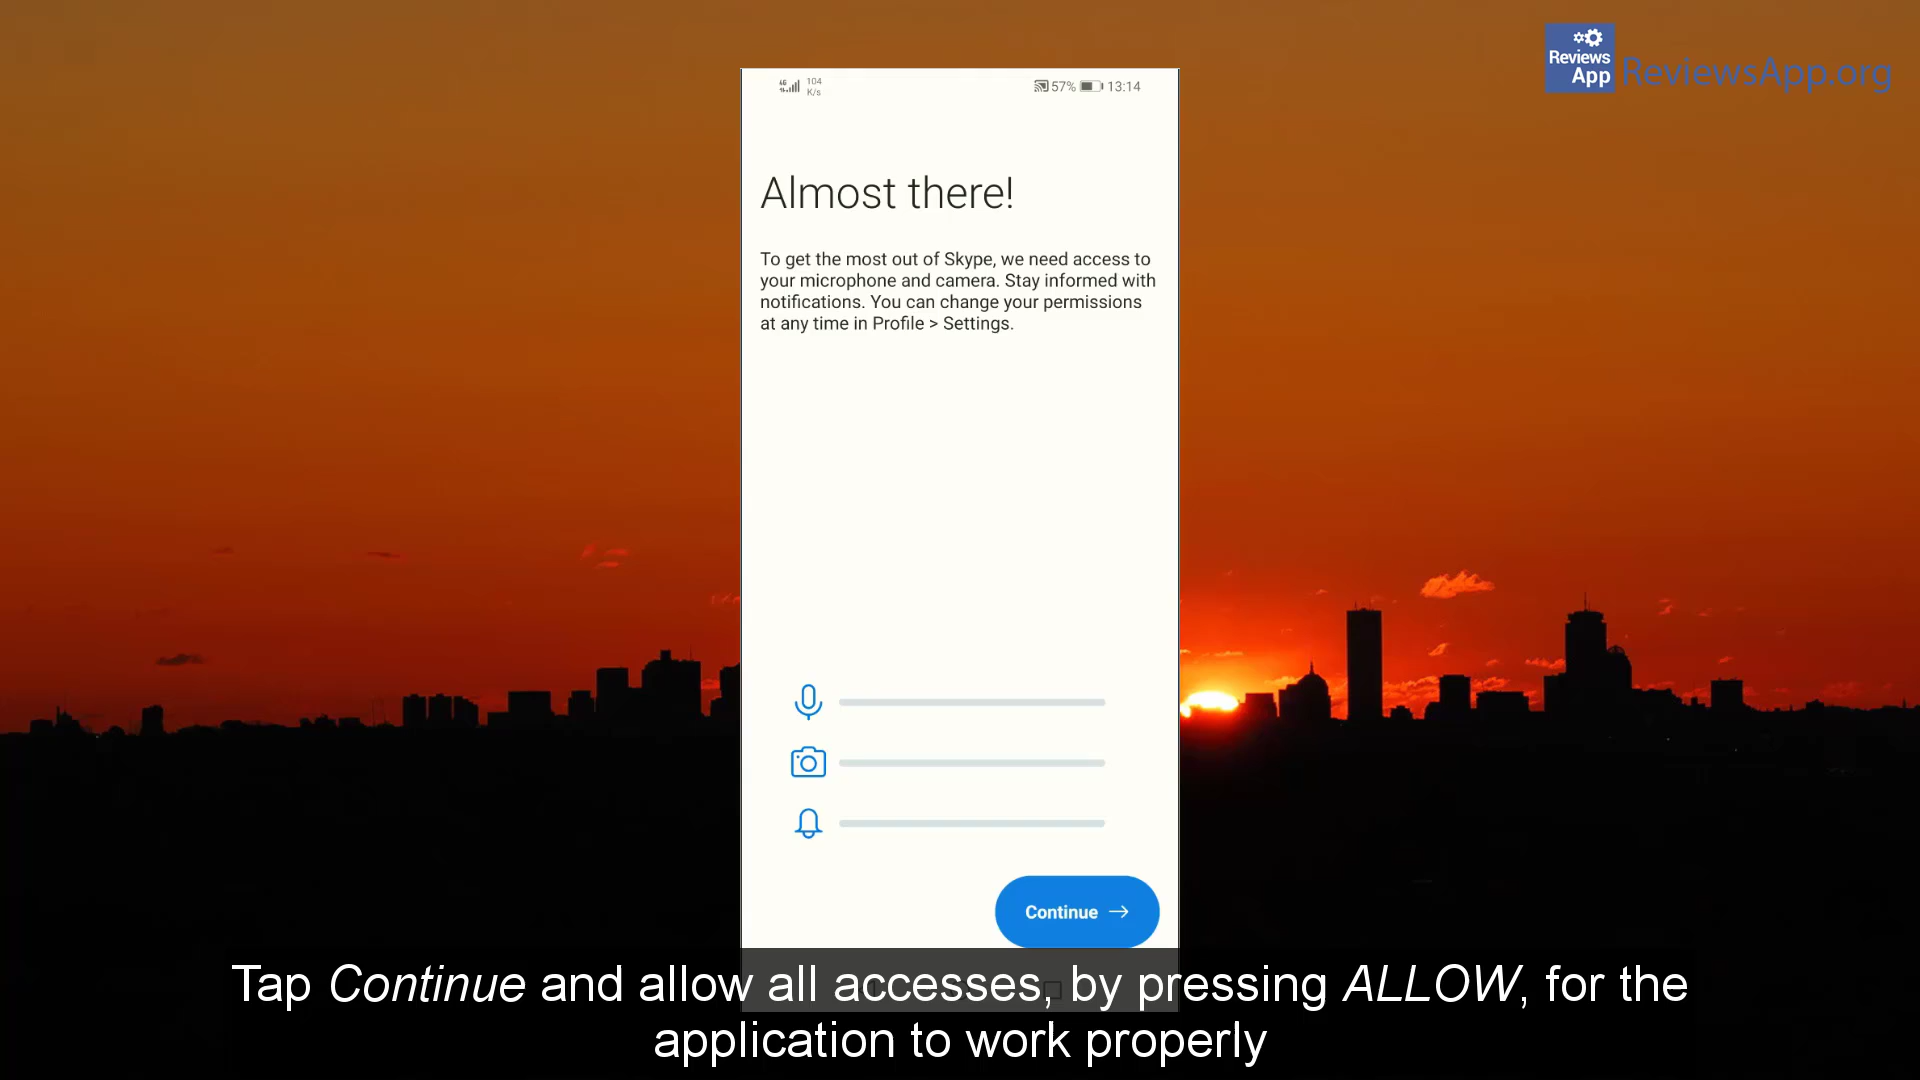 Reviews
App
ReviewsApp.org
4G
104
K/s
57%
13:14
Almost there!
To get the most out of Skype, we need access to
your microphone and camera. Stay informed with
notifications. You can change your permissions
at any time in Profile > Settings.
Continue
Tap Continue and allow all accesses, by pressing ALLOW, for the
application to work properly